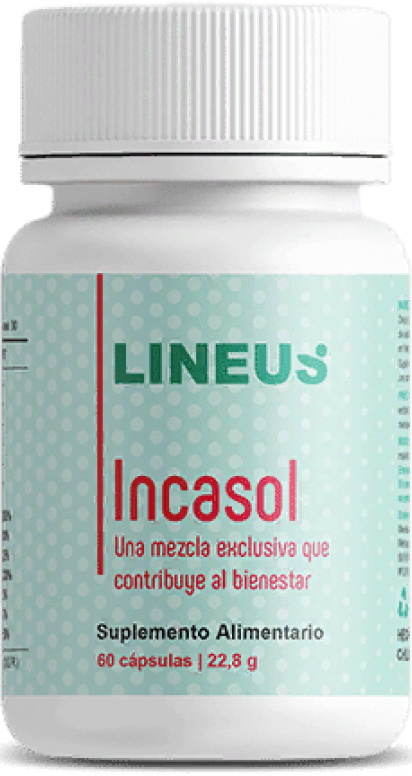 LINEUS
Incasol
Una mezcla exclusiva que
contribuye al bienestar
Suplemento Alimentario
60 cápsulas | 22,8 g